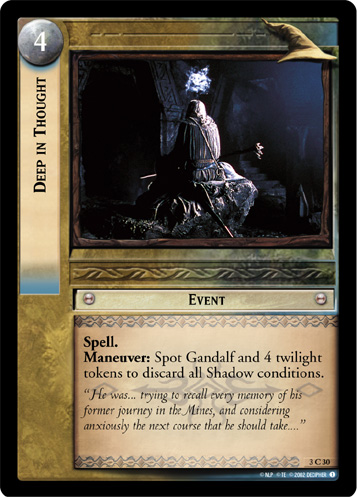 4
DEEP IN THOUGHT
EVENT
Spell.
Maneuver: Spot Gandalf and 4 twilight
tokens to discard all Shadow conditions.
“He was... trying to recall every memory of his
former journey in the Mines, and considering
anxiously the next course that he should take....”
3 C 30
© NLP ® TE © 2002 DECIPHER